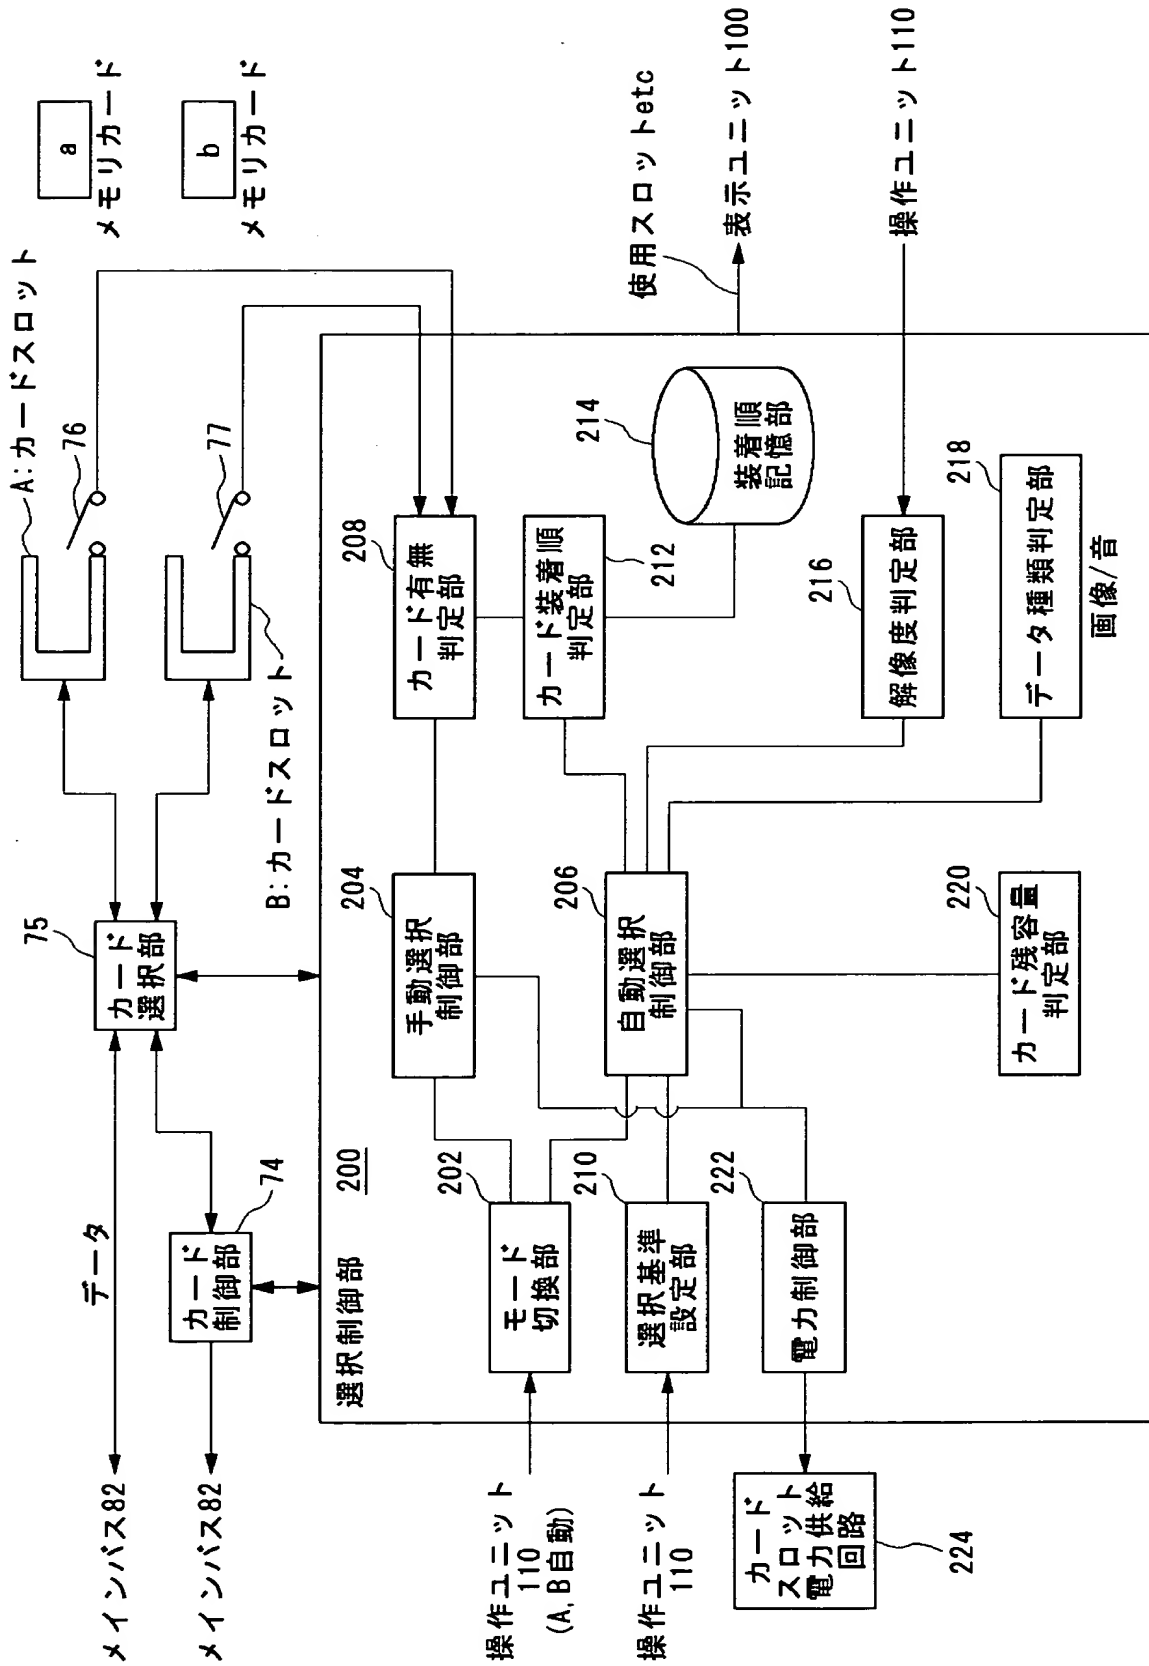 メインバス82
データ
メインバス82
カード
制御部
74
カード
選択部
75
A:カードスロット
76
B:カードスロット
77
a
メモリカード
b
メモリカード
選択制御部
200
操作ユニット
110
(A,B自動)
モード
切換部
202
手動選択
制御部
204
カード有無
判定部
208
操作ユニット
110
選択基準
設定部
210
自動選択
制御部
206
カード装着順
判定部
212
装着順
記憶部
214
使用スロットetc
表示ユニット100
電力制御部
222
解像度判定部
216
操作ユニット110
カード
スロット
電力供給
回路
224
カード残容量
判定部
220
データ種類判定部
218
画像/音